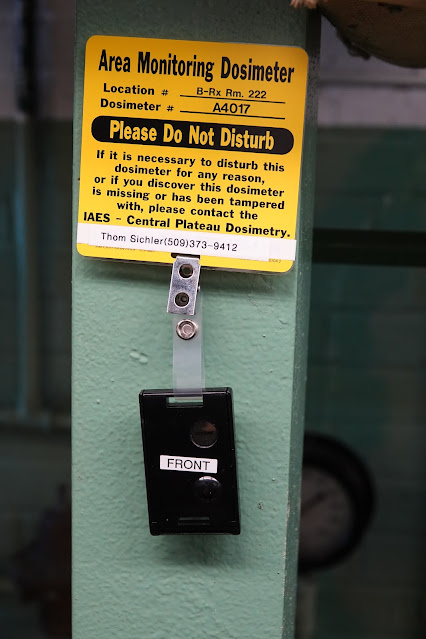 Area Monitoring Dosimeter
Location # B-Rx Rm. 222
Dosimeter # A4017
Please Do Not Disturb
If it is necessary to disturb this
dosimeter for any reason,
or if you discover this dosimeter
is missing or has been tampered
with, please contact the
IAES - Central Plateau Dosimetry.
Thom Sichler(509)373-9412
FRONT